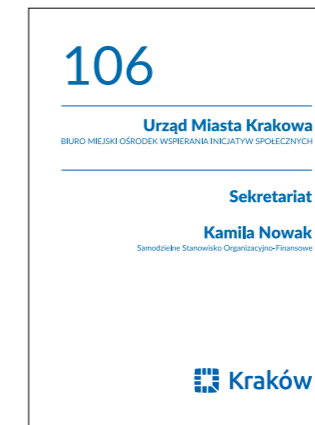 106
Urząd Miasta Krakowa
BIURO MIEJSKI OŚRODEK WSPIERANIA INICJATYW SPOŁECZNYCH
Sekretariat
Kamila Nowak
Samodzielne Stanowisko Organizacyjno-Finansowe
Kraków